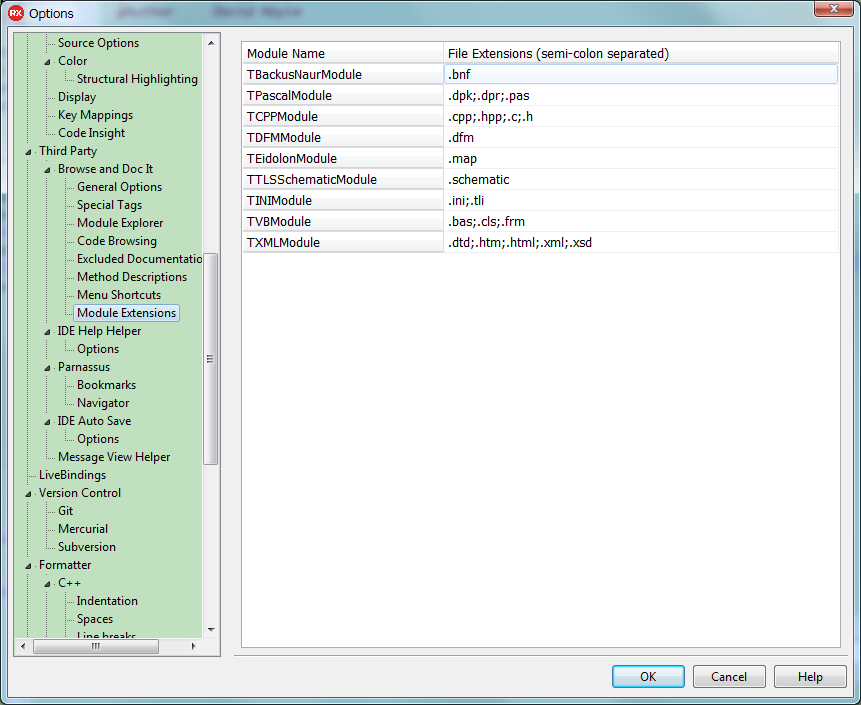 RX Options
Source Options
Color
Structural Highlighting
Display
Key Mappings
Code Insight
Third Party
Browse and Doc It
General Options
Special Tags
Module Explorer
Code Browsing
Excluded Documentatio
Method Descriptions
Menu Shortcuts
Module Extensions
IDE Help Helper
Options
Parnassus
Bookmarks
Navigator
IDE Auto Save
Options
Message View Helper
LiveBindings
Version Control
Git
Mercurial
Subversion
Formatter
C++
Indentation
Spaces
Line breaks
Module Name File Extensions (semi-colon separated)
TBackusNaurModule .bnf
TPascalModule .dpk;.dpr;.pas
TCPPModule .cpp;.hpp;.c;.h
TDFMModule .dfm
TEidolonModule .map
TTLSSchematicModule .schematic
TINIModule .ini;.tli
TVBModule .bas;.cls;.frm
TXMLModule .dtd;.htm;.html;.xml;.xsd
OK Cancel Help